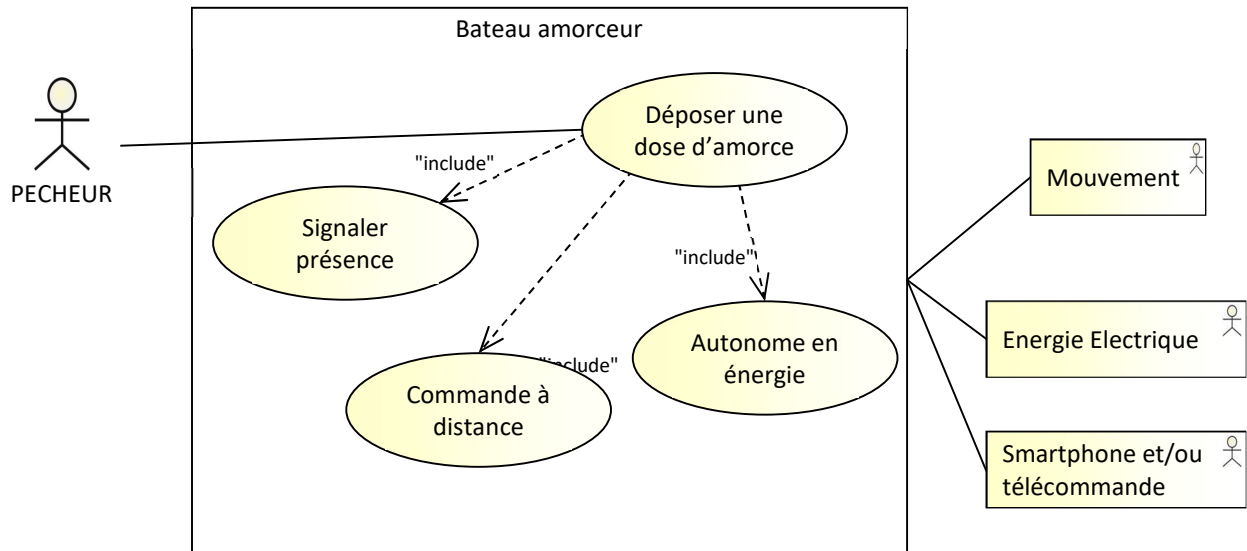 Bateau amorceur
PECHEUR
Déposer une
dose d'amorce
"include"
Signaler
présence
"include"
"include"
Commande à
distance
Autonome en
énergie
Mouvement
Energie Electrique
Smartphone et/ou
télécommande